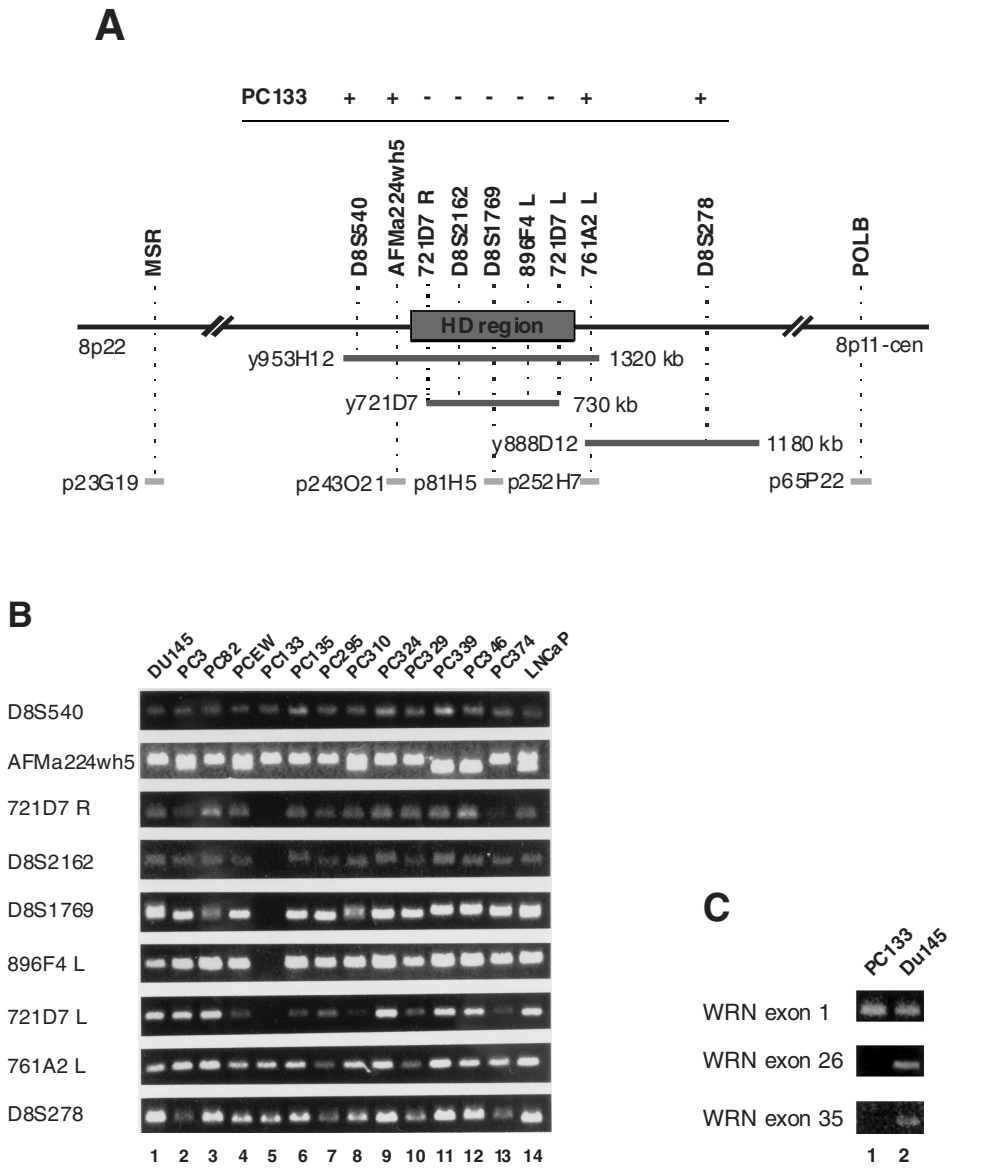 A
PC133 + + - - - - - + +
MSR
D8S540
AFMa224wh5
721D7 R
D8S2162
D8S1769
896F4 L
721D7 L
761A2 L
D8S278
POLB
HD region
8p22
8p11-cen
y953H12 1320 kb
y721D7 730 kb
y888D12 1180 kb
p23G19 p243O21 p81H5 p252H7 p65P22
B
DU145 PC3 PC82 PCEW PC133 PC135 PC295 PC310 PC324 PC329 PC339 PC346 PC374 LNCaP
D8S540
AFMa224wh5
721D7 R
D8S2162
D8S1769
896F4 L
721D7 L
761A2 L
D8S278
1 2 3 4 5 6 7 8 9 10 11 12 13 14
C
PC133 Du145
WRN exon 1
WRN exon 26
WRN exon 35
1 2